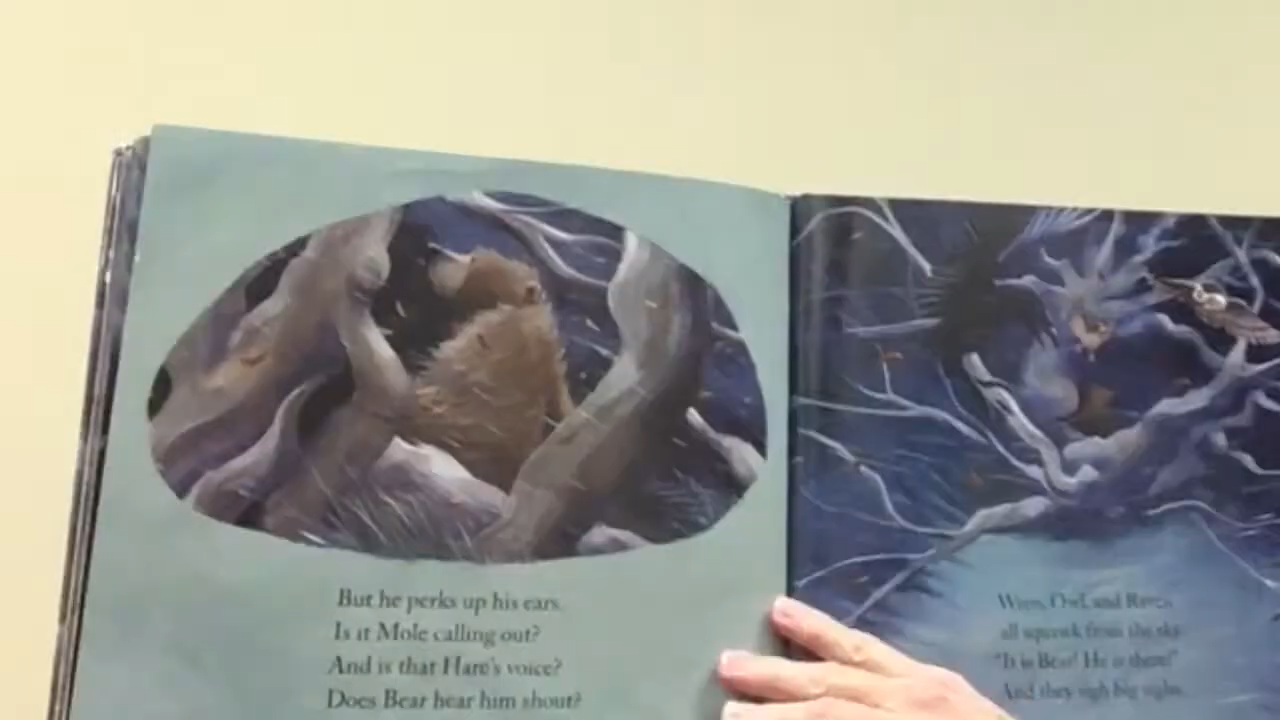 But he perks up his ears.
Is it Mole calling out?
And is that Hare's voice?
Does Bear hear him shout?
Wren, Owl, and Raven
all squawk from the sky.
"It is Bear! He is there!"
And they sigh big sighs.